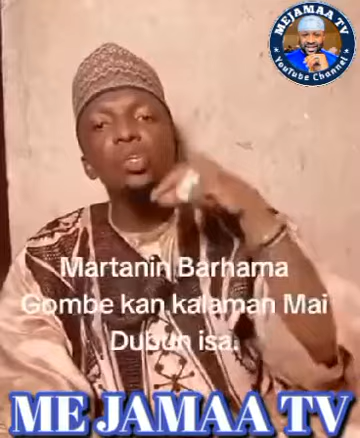 MEJAMAA TV
YouTube Channel
Martanin Barhama
Gombe kan kalaman Mai
Dubun isa.
ME JAMAA TV